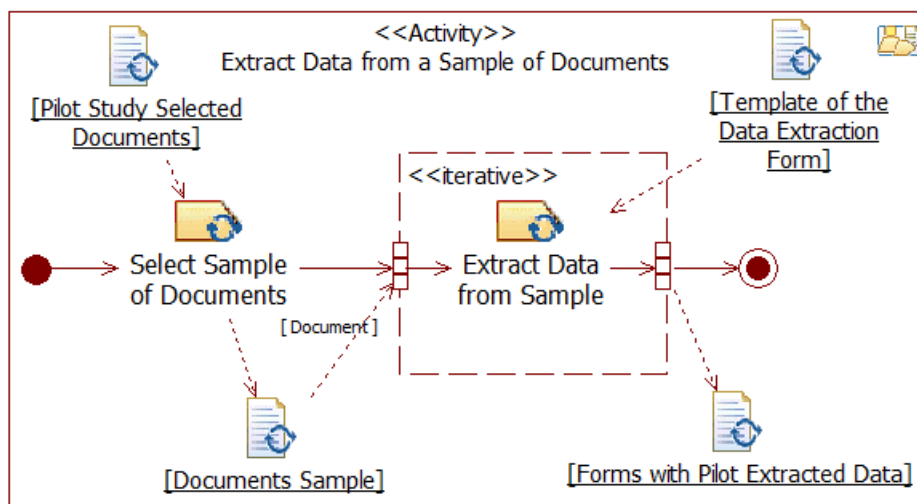 <<Activity>>
Extract Data from a Sample of Documents
[Pilot Study Selected
Documents]
[Template of the
Data Extraction
Form]
<<iterative>>
Select Sample
of Documents
Extract Data
from Sample
[Document]
[Documents Sample]
[Forms with Pilot Extracted Data]